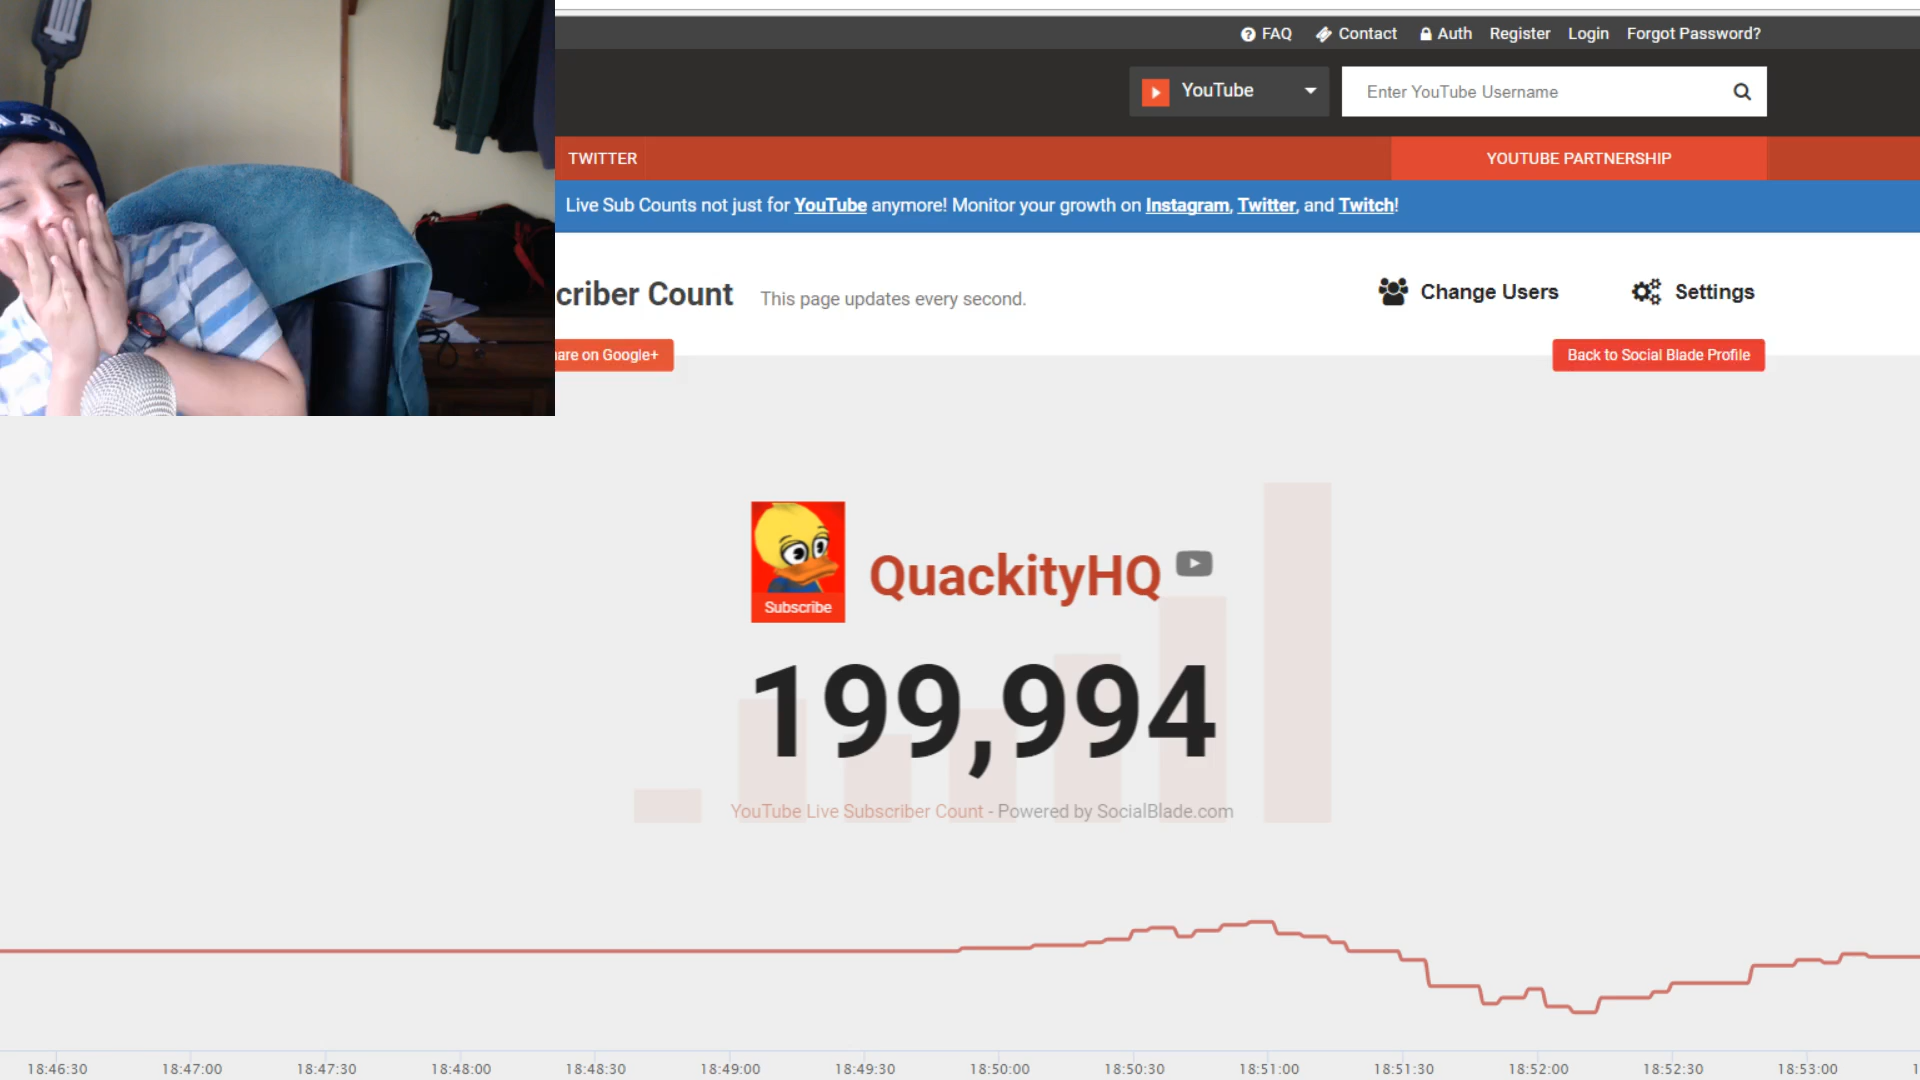 FAQ Contact Auth Register Login Forgot Password?
YouTube Enter YouTube Username
TWITTER YOUTUBE PARTNERSHIP
Live Sub Counts not just for YouTube anymore! Monitor your growth on Instagram, Twitter, and Twitch!
criber Count This page updates every second. Change Users Settings
are on Google+ Back to Social Blade Profile
Subscribe
QuackityHQ
199,994
YouTube Live Subscriber Count - Powered by SocialBlade.com
18:46:30 18:47:00 18:47:30 18:48:00 18:48:30 18:49:00 18:49:30 18:50:00 18:50:30 18:51:00 18:51:30 18:52:00 18:52:30 18:53:00